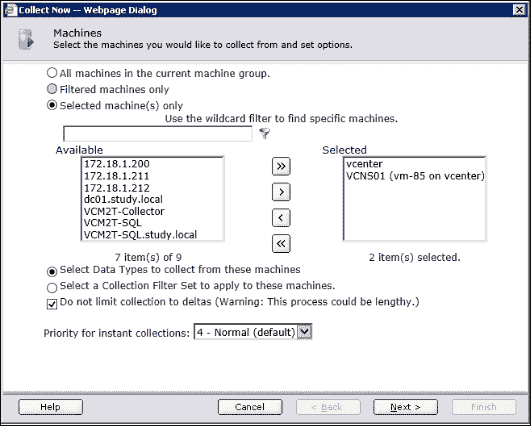 Collect Now -- Webpage Dialog
Machines
Select the machines you would like to collect from and set options.
All machines in the current machine group.
Filtered machines only
Selected machine(s) only
Use the wildcard filter to find specific machines.
Available
Selected
172.18.1.200
172.18.1.211
172.18.1.212
dc01.study.local
VCM2T-Collector
VCM2T-SQL
VCM2T-SQL.study.local
>>
>
<
<<
vcenter
VCNS01 (vm-85 on vcenter)
7 item(s) of 9
2 item(s) selected.
Select Data Types to collect from these machines
Select a Collection Filter Set to apply to these machines.
Do not limit collection to deltas (Warning: This process could be lengthy.)
Priority for instant collections: 4 - Normal (default)
Help
Cancel
< Back
Next >
Finish